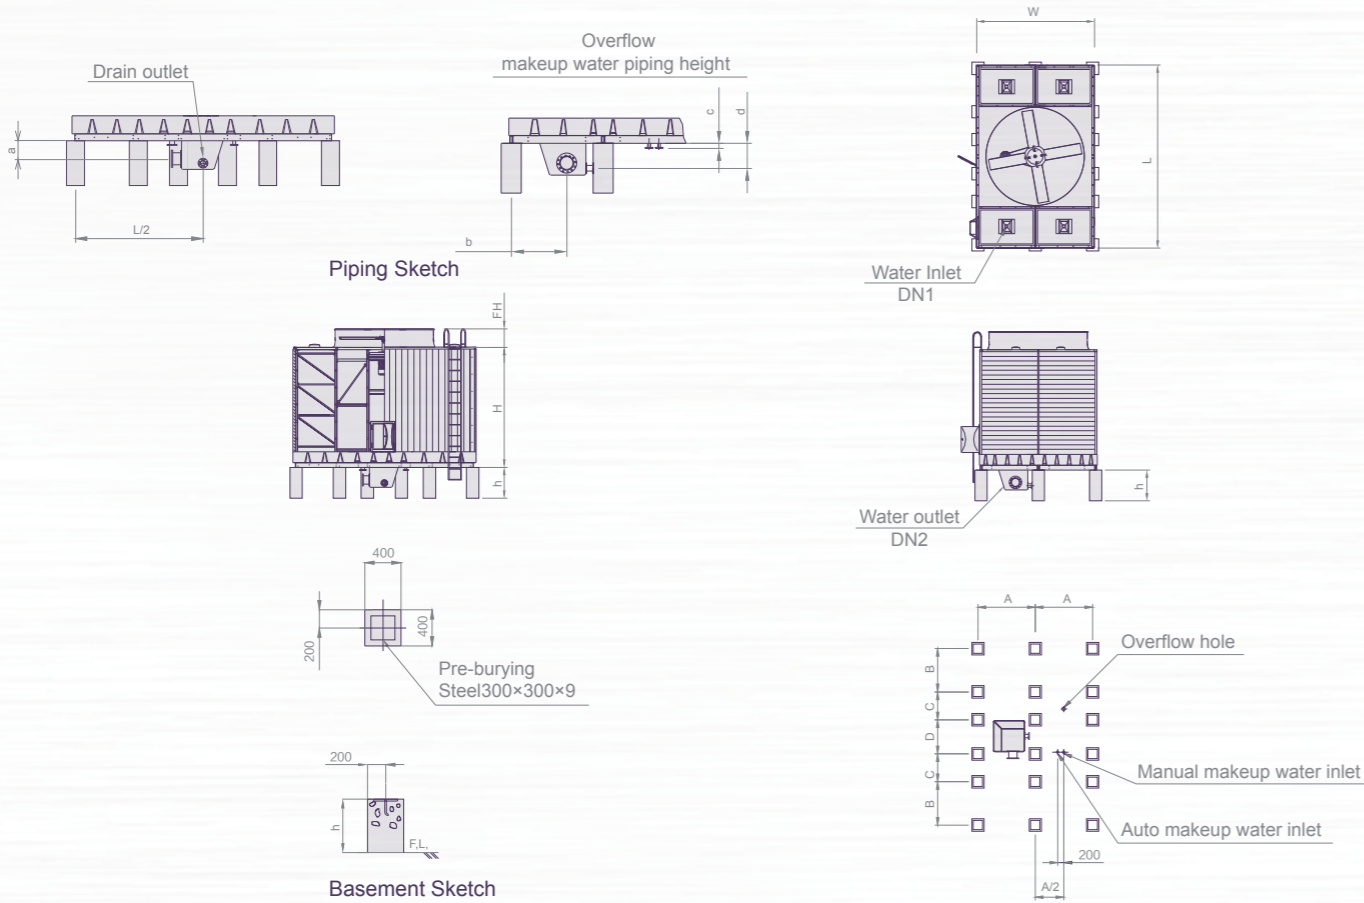 W
Overflow
makeup water piping height
Drain outlet
c
d
a
L
L/2
b
Piping Sketch
Water Inlet
DN1
FH
H
h
h
Water outlet
DN2
400
200
400
Pre-burying
Steel300×300×9
A
A
Overflow hole
B
C
D
C
B
Manual makeup water inlet
Auto makeup water inlet
200
A/2
200
h
F,L,
Basement Sketch